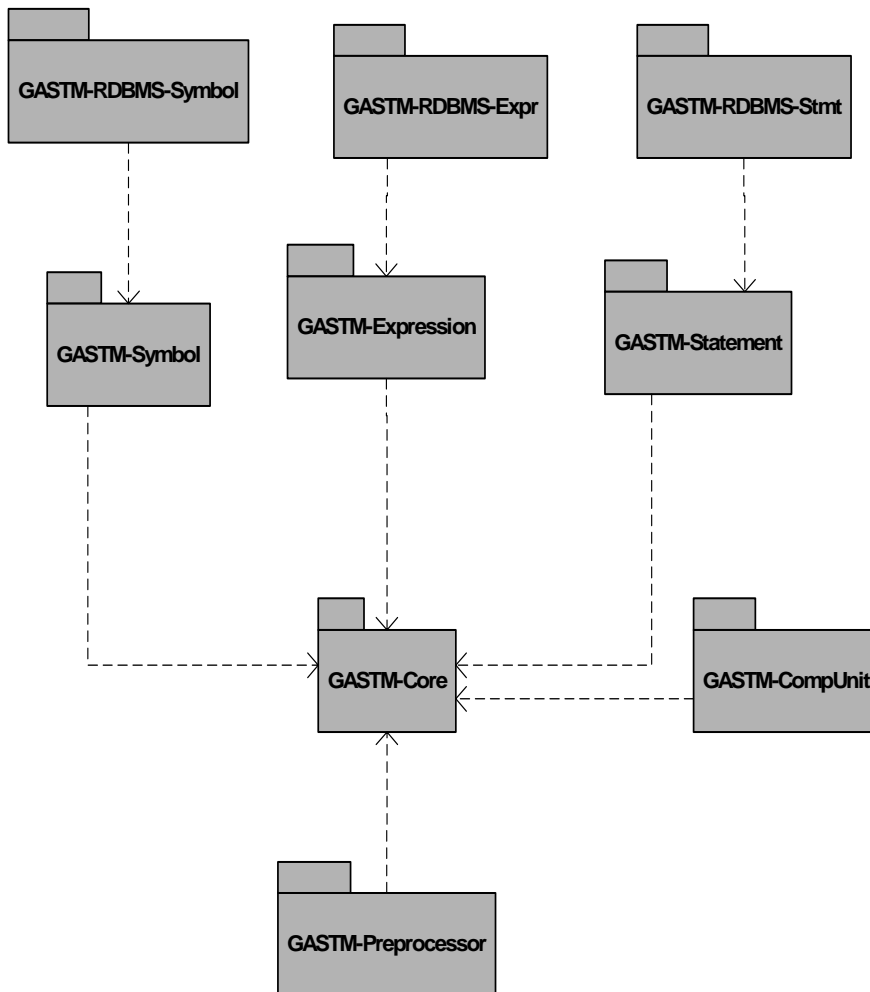 GASTM-RDBMS-Symbol
GASTM-RDBMS-Expr
GASTM-RDBMS-Stmt
GASTM-Symbol
GASTM-Expression
GASTM-Statement
GASTM-Core
GASTM-CompUnit
GASTM-Preprocessor